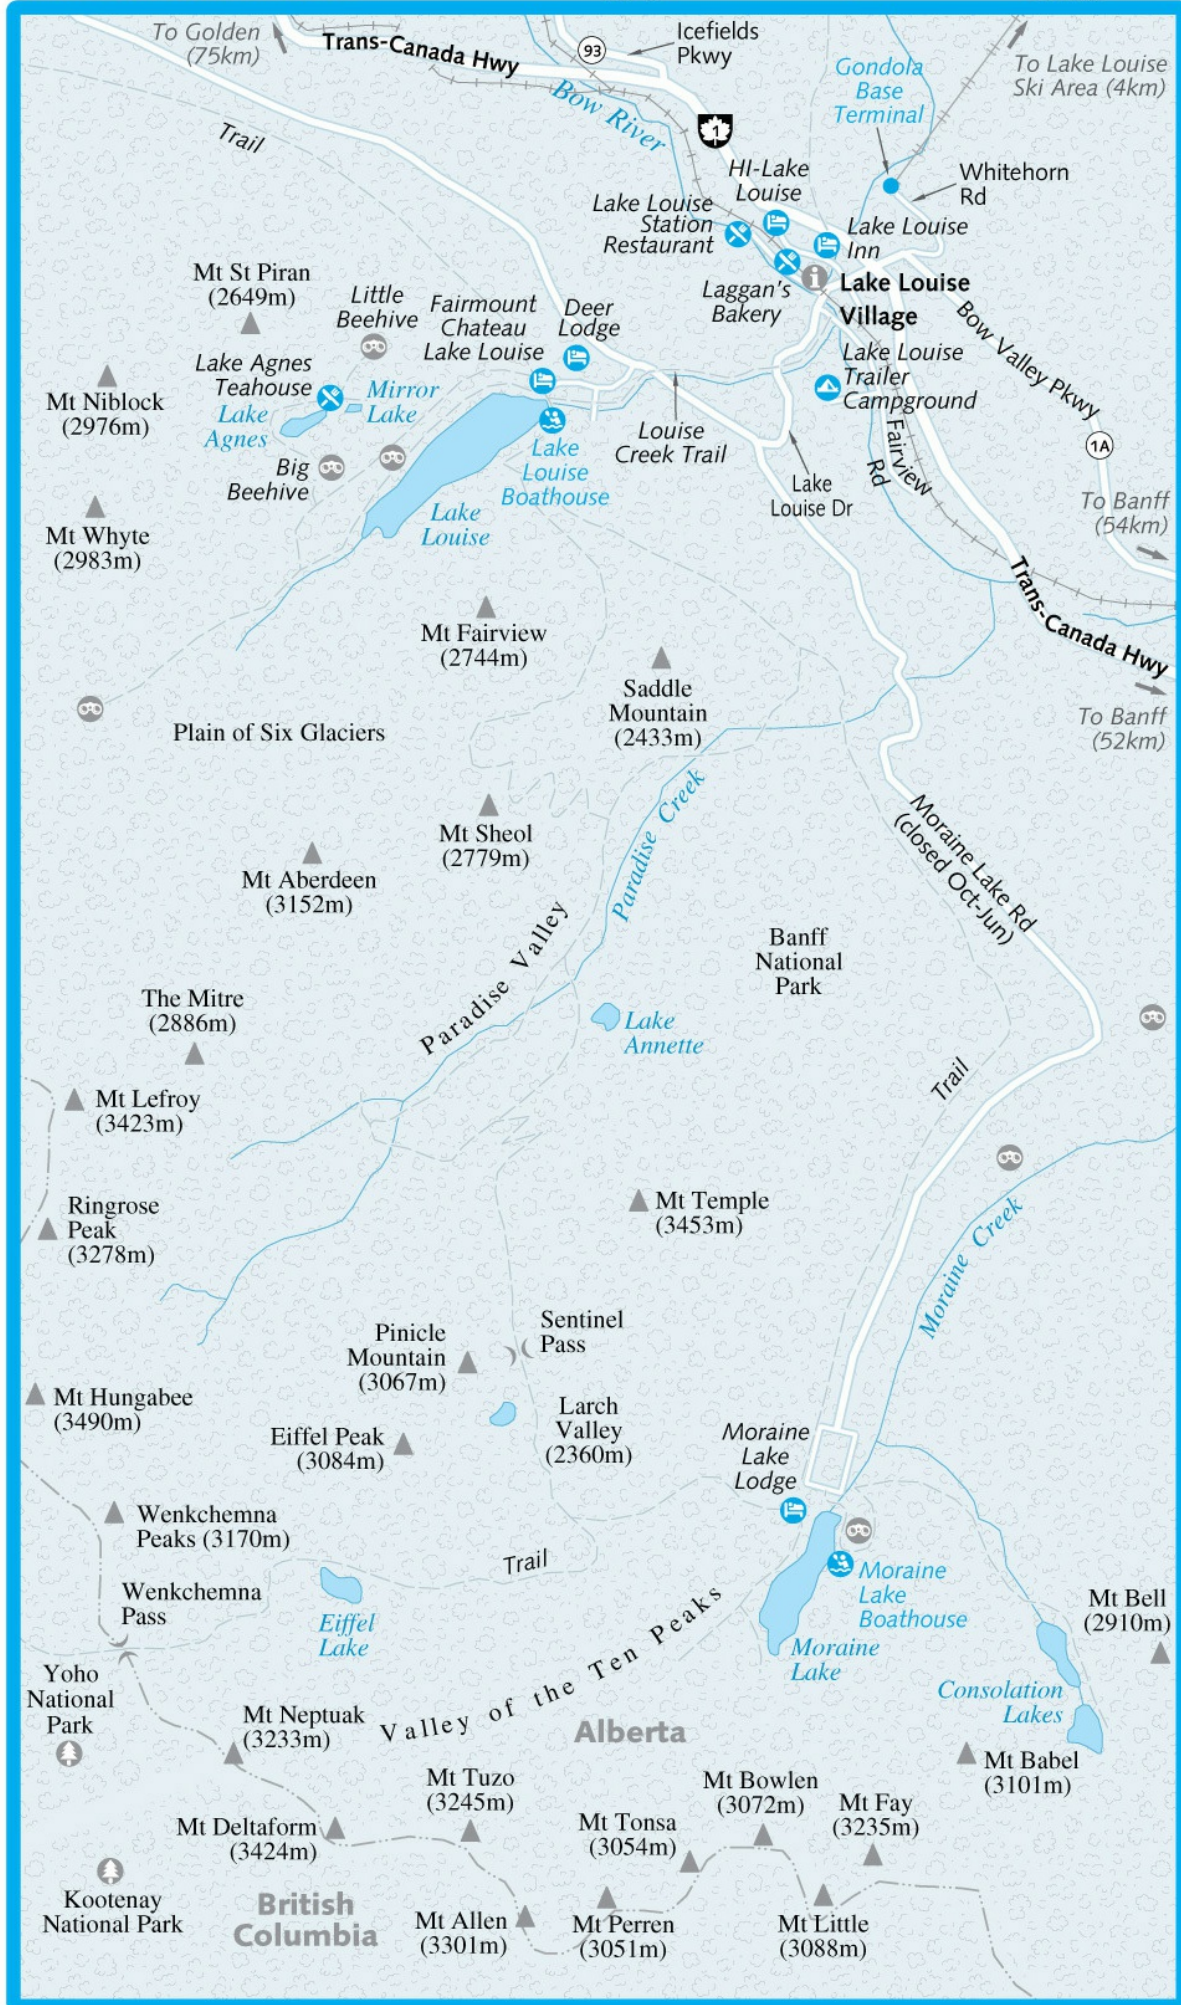 To Golden
(75km)
Trans-Canada Hwy
93
Icefields
Pkwy
To Lake Louise
Ski Area (4km)
Gondola
Base
Terminal
Bow River
Trail
1
HI-Lake
Louise
Whitehorn
Rd
Lake Louise
Station
Restaurant
Lake Louise
Inn
Mt St Piran
(2649m)
Little
Beehive
Fairmount
Chateau
Lake Louise
Deer
Lodge
Laggan's
Bakery
i
Lake Louise
Village
Bow Valley Pkwy
Lake Agnes
Teahouse
Mirror
Lake
Lake Louise
Trailer
Campground
Mt Niblock
(2976m)
Lake
Agnes
Big
Beehive
Lake
Louise
Boathouse
Louise
Creek Trail
Fairview
Rd
1A
Lake
Louise Dr
To Banff
(54km)
Mt Whyte
(2983m)
Lake
Louise
Trans-Canada Hwy
Mt Fairview
(2744m)
Saddle
Mountain
(2433m)
To Banff
(52km)
Plain of Six Glaciers
Paradise Creek
Mt Sheol
(2779m)
Moraine Lake Rd
(closed Oct-Jun)
Mt Aberdeen
(3152m)
Paradise Valley
Banff
National
Park
The Mitre
(2886m)
Lake
Annette
Mt Lefroy
(3423m)
Trail
Ringrose
Peak
(3278m)
Mt Temple
(3453m)
Moraine Creek
Pinicle
Mountain
(3067m)
Sentinel
Pass
Mt Hungabee
(3490m)
Eiffel Peak
(3084m)
Larch
Valley
(2360m)
Moraine
Lake
Lodge
Wenkchemna
Peaks (3170m)
Trail
Wenkchemna
Pass
Eiffel
Lake
Moraine
Lake
Boathouse
Mt Bell
(2910m)
Moraine
Lake
Valley of the Ten Peaks
Yoho
National
Park
Consolation
Lakes
Mt Neptuak
(3233m)
Alberta
Mt Babel
(3101m)
Mt Tuzo
(3245m)
Mt Bowlen
(3072m)
Mt Fay
(3235m)
Mt Deltaform
(3424m)
Mt Tonsa
(3054m)
Kootenay
National Park
British
Columbia
Mt Allen
(3301m)
Mt Perren
(3051m)
Mt Little
(3088m)